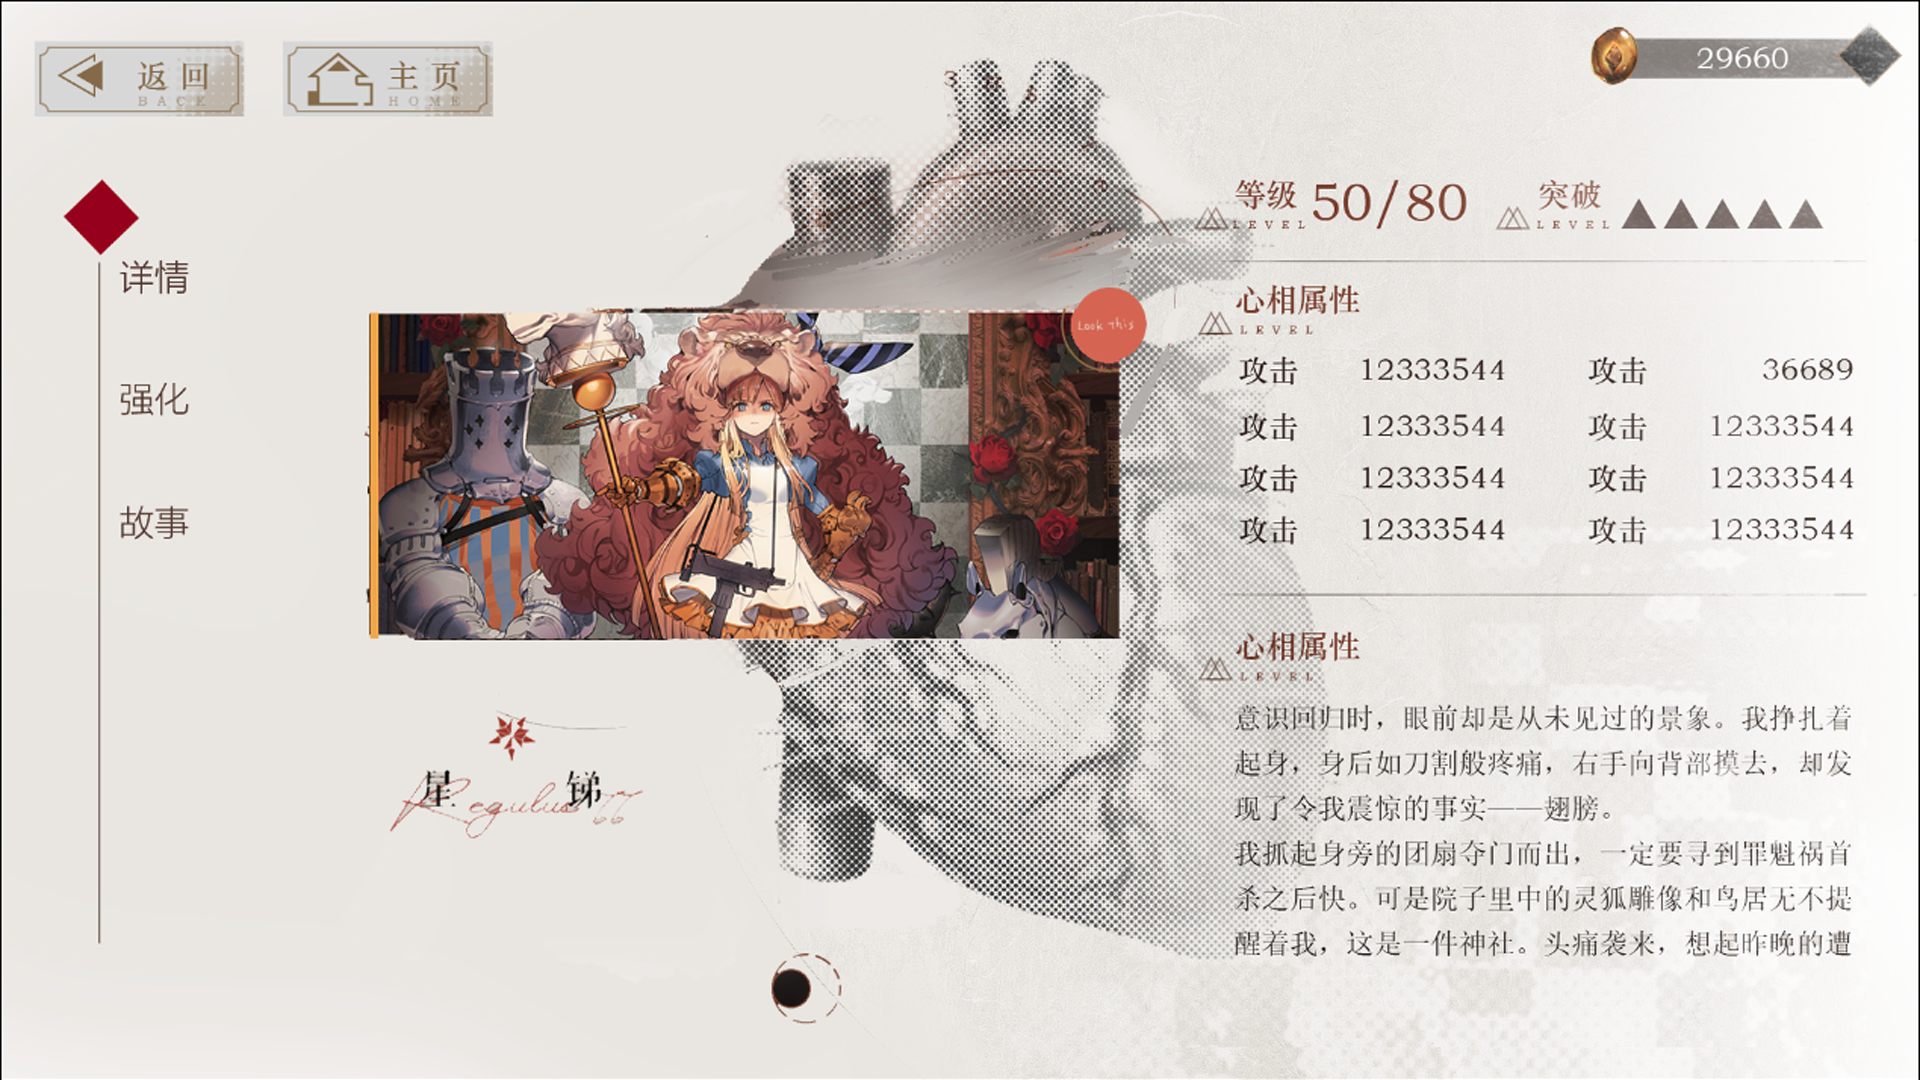 返回
BACK
主页
HOME
29660
详情
强化
故事
Look This
星锑
Regulus
等级 50/80
LEVEL
突破
LEVEL
心相属性
LEVEL
攻击 12333544 攻击 36689
攻击 12333544 攻击 12333544
攻击 12333544 攻击 12333544
攻击 12333544 攻击 12333544
心相属性
LEVEL
意识回归时，眼前却是从未见过的景象。我挣扎着
起身，身后如刀割般疼痛，右手向背部摸去，却发
现了令我震惊的事实——翅膀。
我抓起身旁的团扇夺门而出，一定要寻到罪魁祸首
杀之后快。可是院子里中的灵狐雕像和鸟居无不提
醒着我，这是一件神社。头痛袭来，想起昨晚的遭